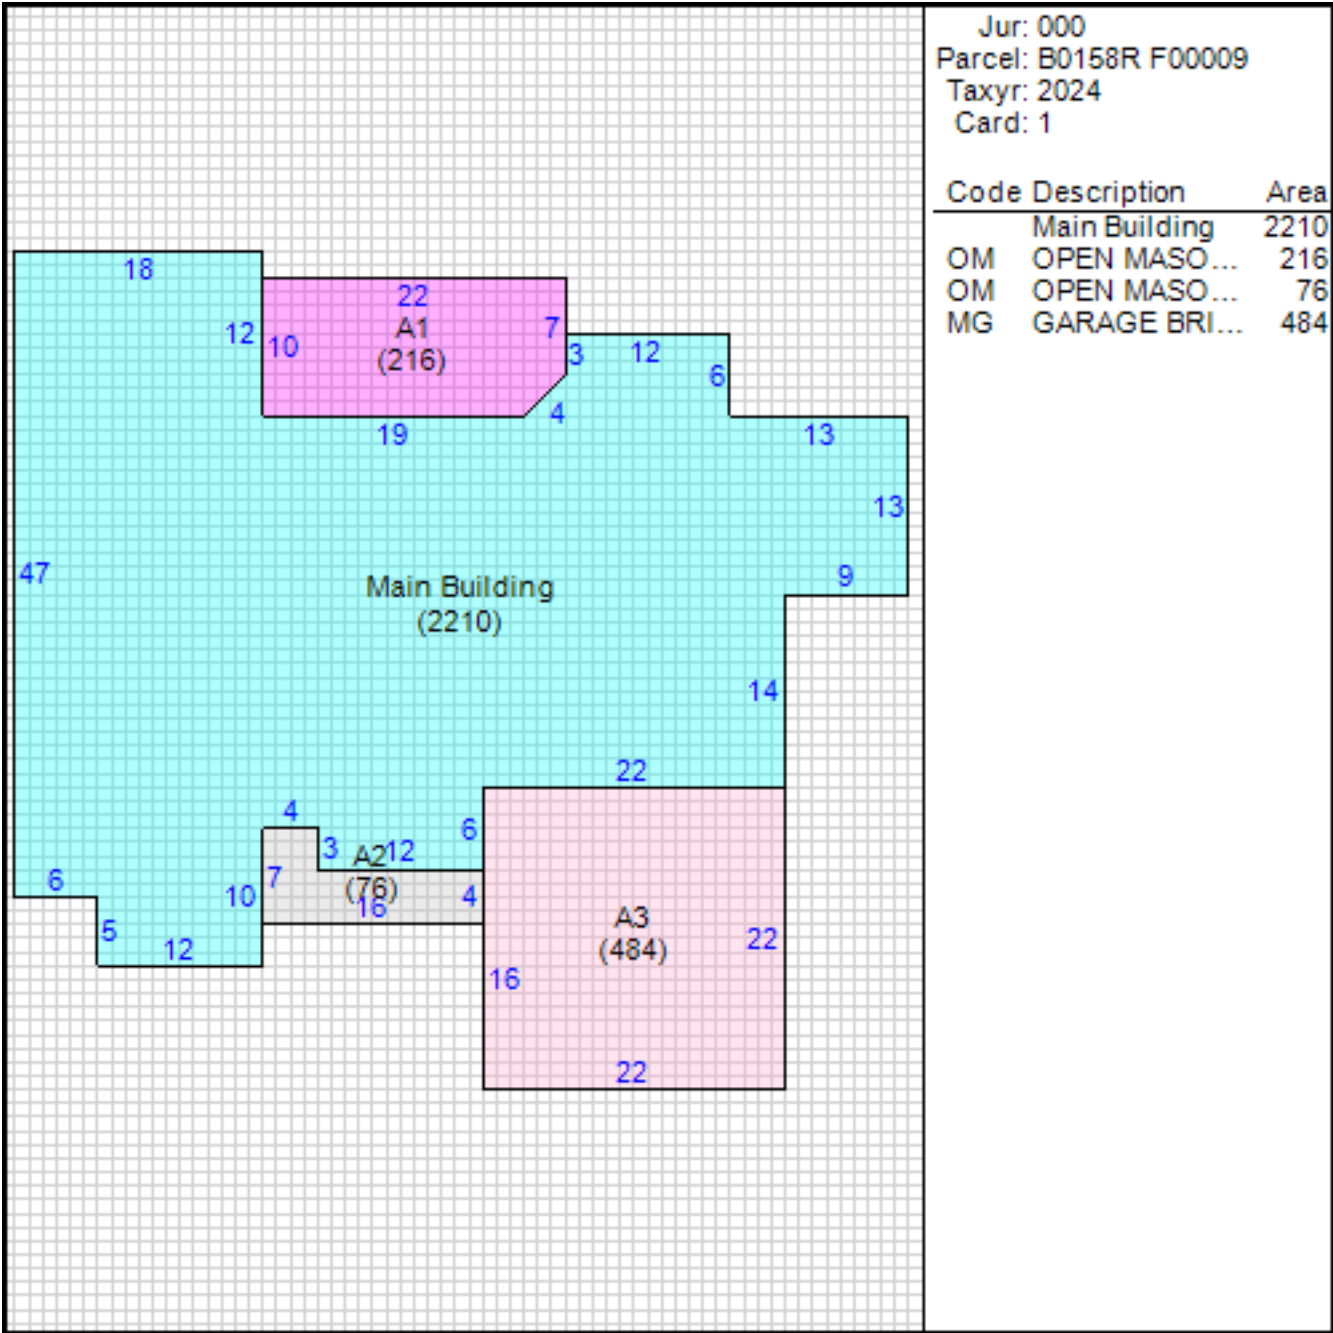 Jur: 000
Parcel: B0158R F00009
Taxyr: 2024
Card: 1
Code Description Area
Main Building 2210
OM OPEN MASO... 216
OM OPEN MASO... 76
MG GARAGE BRI... 484
18
22
12
10
A1
(216)
7
3
12
6
4
19
13
13
47
Main Building
(2210)
9
14
22
4
6
3
A2
12
7
(76)
16
4
6
10
5
12
A3
(484)
22
16
22